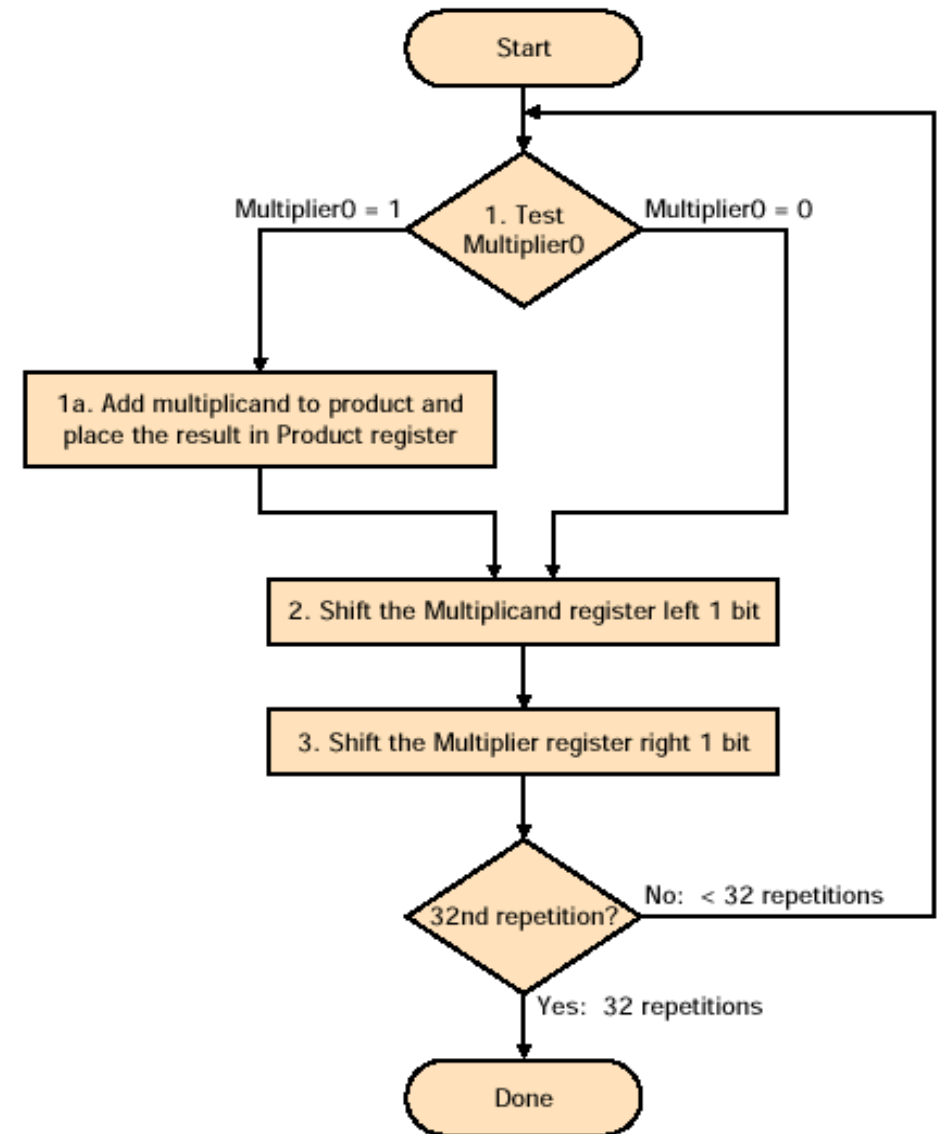 Start
Multiplier0 = 1
1. Test
Multiplier0
Multiplier0 = 0
1a. Add multiplicand to product and
place the result in Product register
2. Shift the Multiplicand register left 1 bit
3. Shift the Multiplier register right 1 bit
32nd repetition?
No:  < 32 repetitions
Yes:  32 repetitions
Done